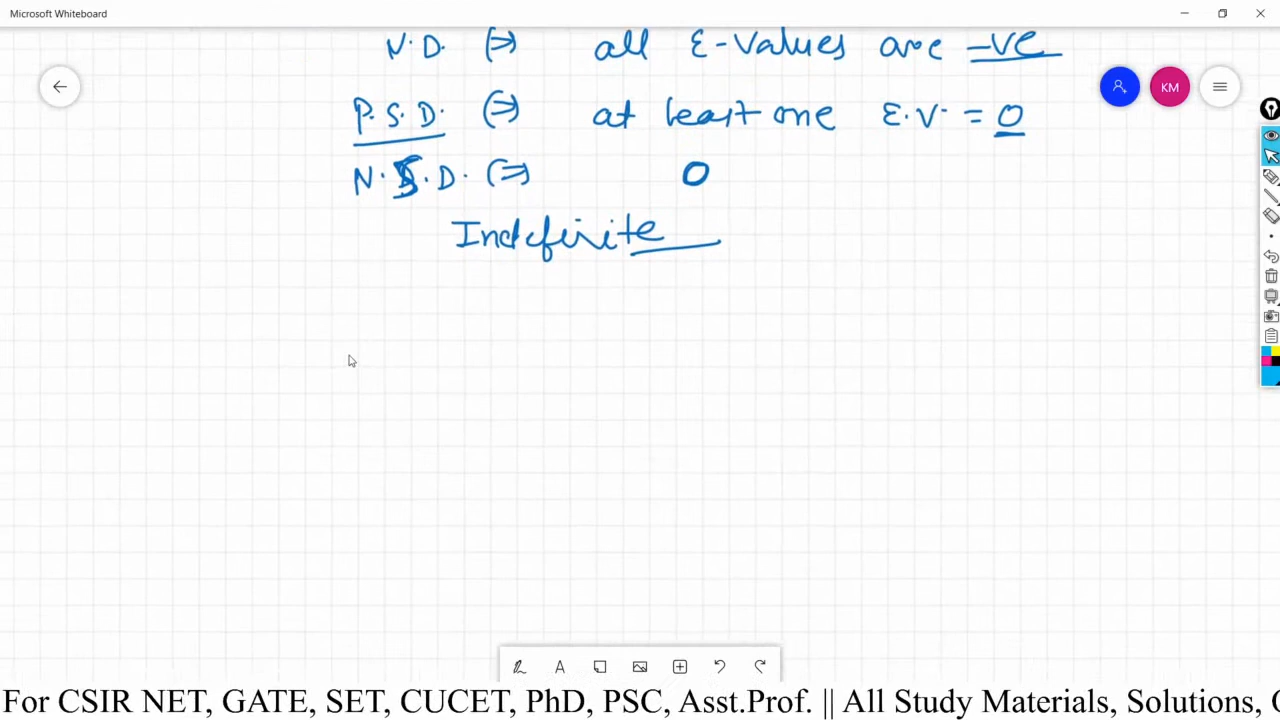 Microsoft Whiteboard
N.D. (⇒ all E-Values are -ve
KM
P.S.D. (⇒ at least one E.V. = 0
N.S.D. (⇒ 0
Indefinite
For CSIR NET, GATE, SET, CUCET, PhD, PSC, Asst.Prof. || All Study Materials, Solutions,